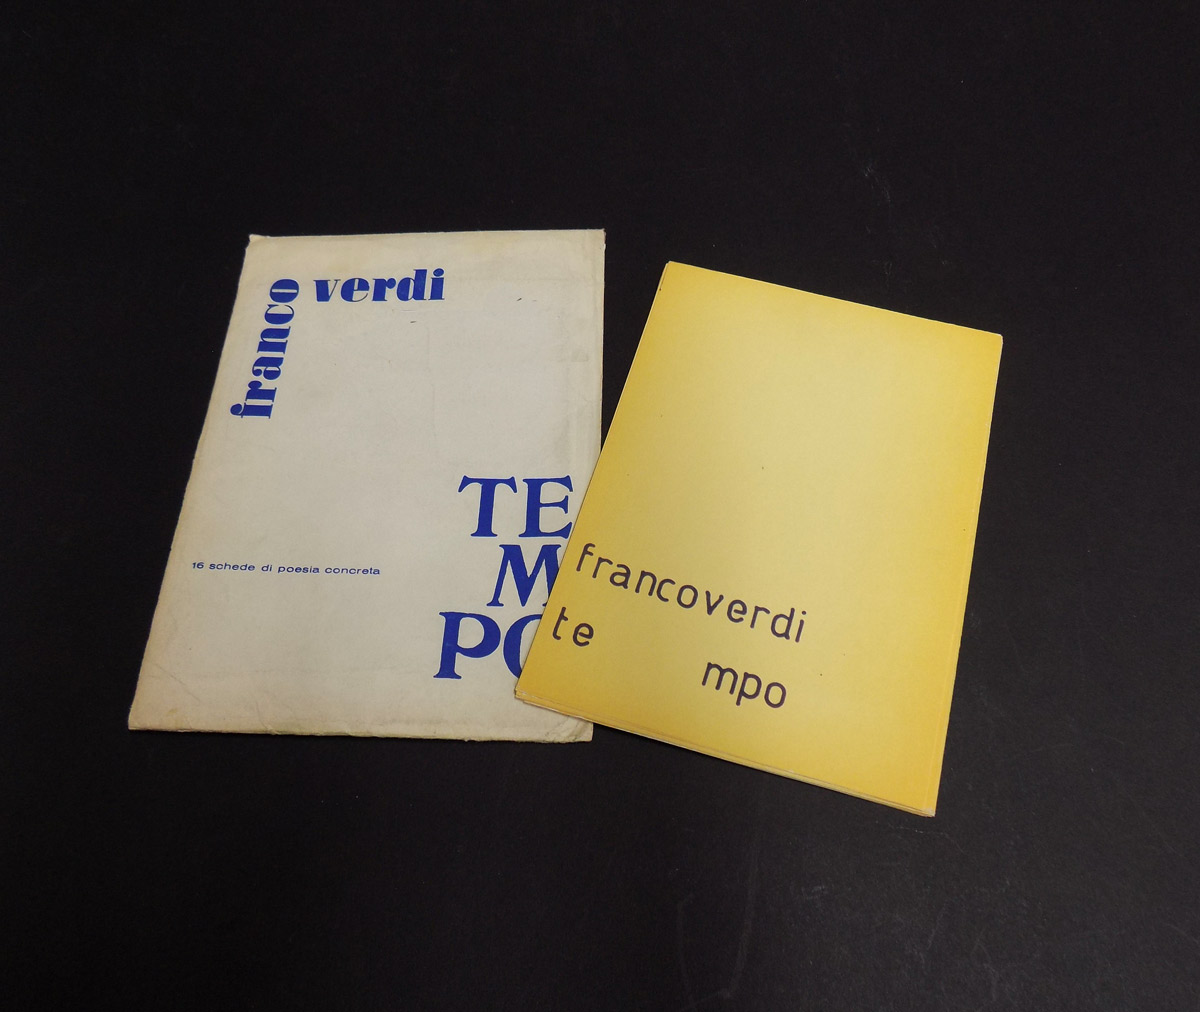 franco verdi
TE
M
PO
16 schede di poesia concreta
francoverdi
te
mpo